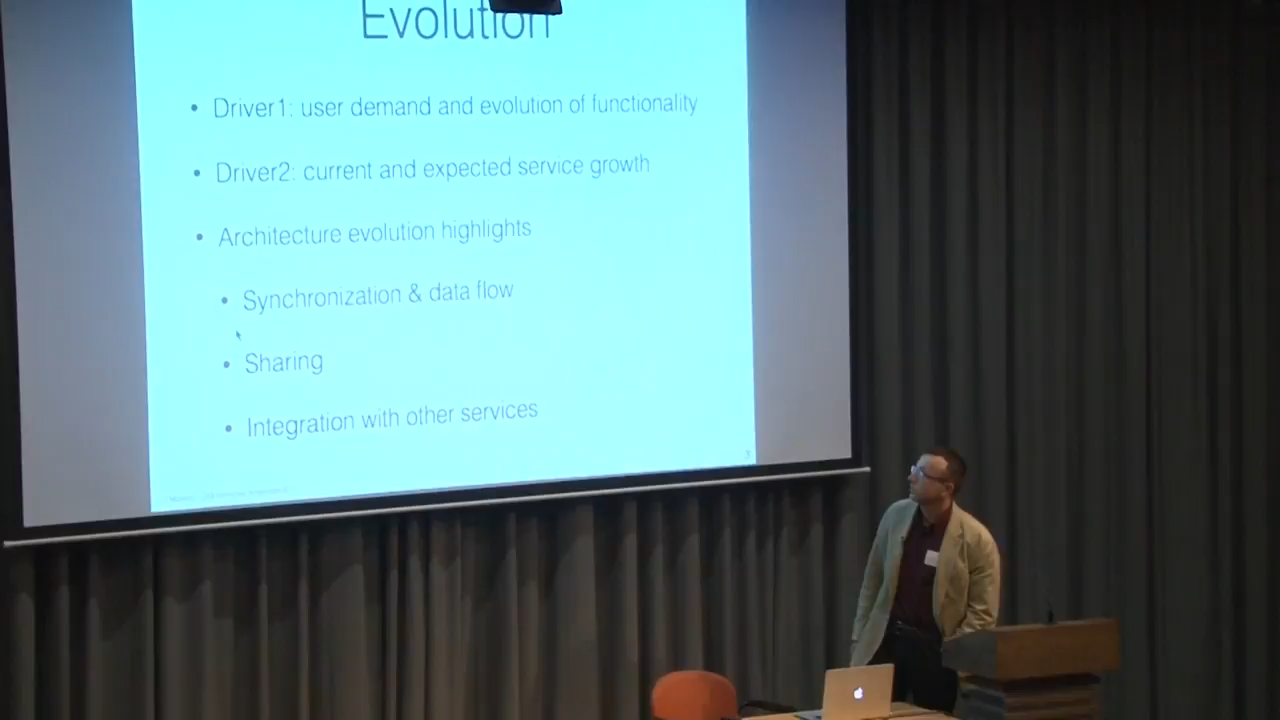 Evolution
• Driver1: user demand and evolution of functionality
• Driver2: current and expected service growth
• Architecture evolution highlights
• Synchronization & data flow
• Sharing
• Integration with other services